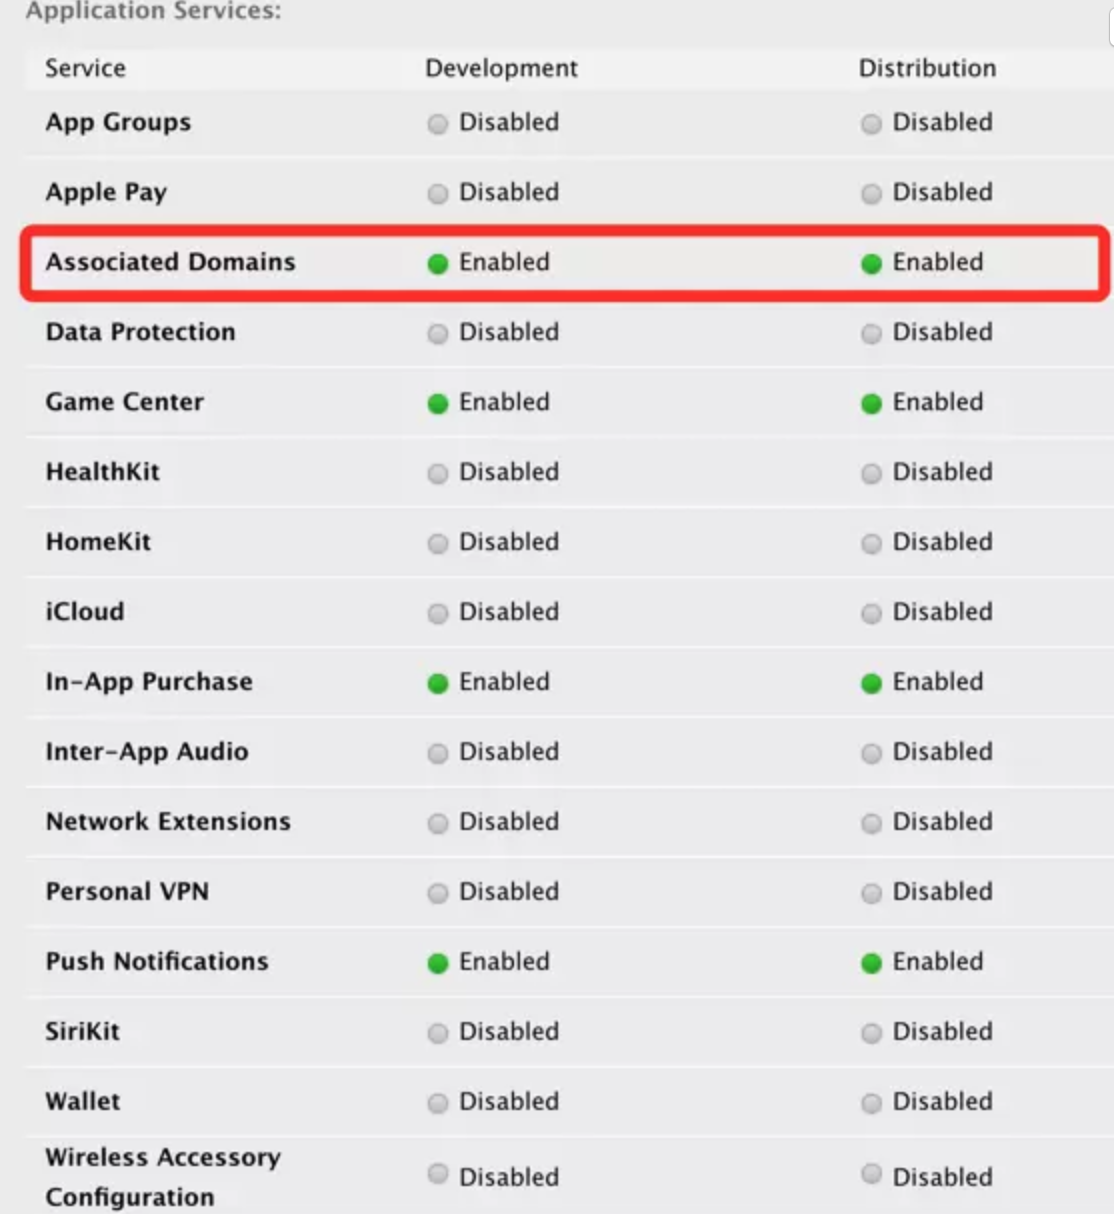 Application Services:
Service Development Distribution
App Groups Disabled Disabled
Apple Pay Disabled Disabled
Associated Domains Enabled Enabled
Data Protection Disabled Disabled
Game Center Enabled Enabled
HealthKit Disabled Disabled
HomeKit Disabled Disabled
iCloud Disabled Disabled
In-App Purchase Enabled Enabled
Inter-App Audio Disabled Disabled
Network Extensions Disabled Disabled
Personal VPN Disabled Disabled
Push Notifications Enabled Enabled
SiriKit Disabled Disabled
Wallet Disabled Disabled
Wireless Accessory
Configuration Disabled Disabled